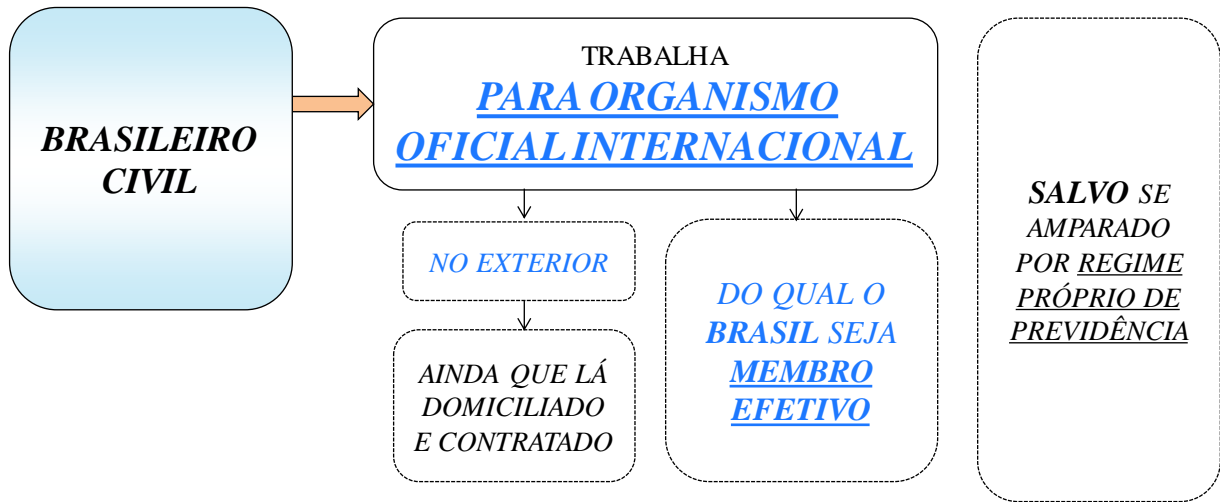 BRASILEIRO
CIVIL
TRABALHA
PARA ORGANISMO
OFICIAL INTERNACIONAL
NO EXTERIOR
AINDA QUE LÁ
DOMICILIADO
E CONTRATADO
DO QUAL O
BRASIL SEJA
MEMBRO
EFETIVO
SALVO SE
AMPARADO
POR REGIME
PRÓPRIO DE
PREVIDÊNCIA